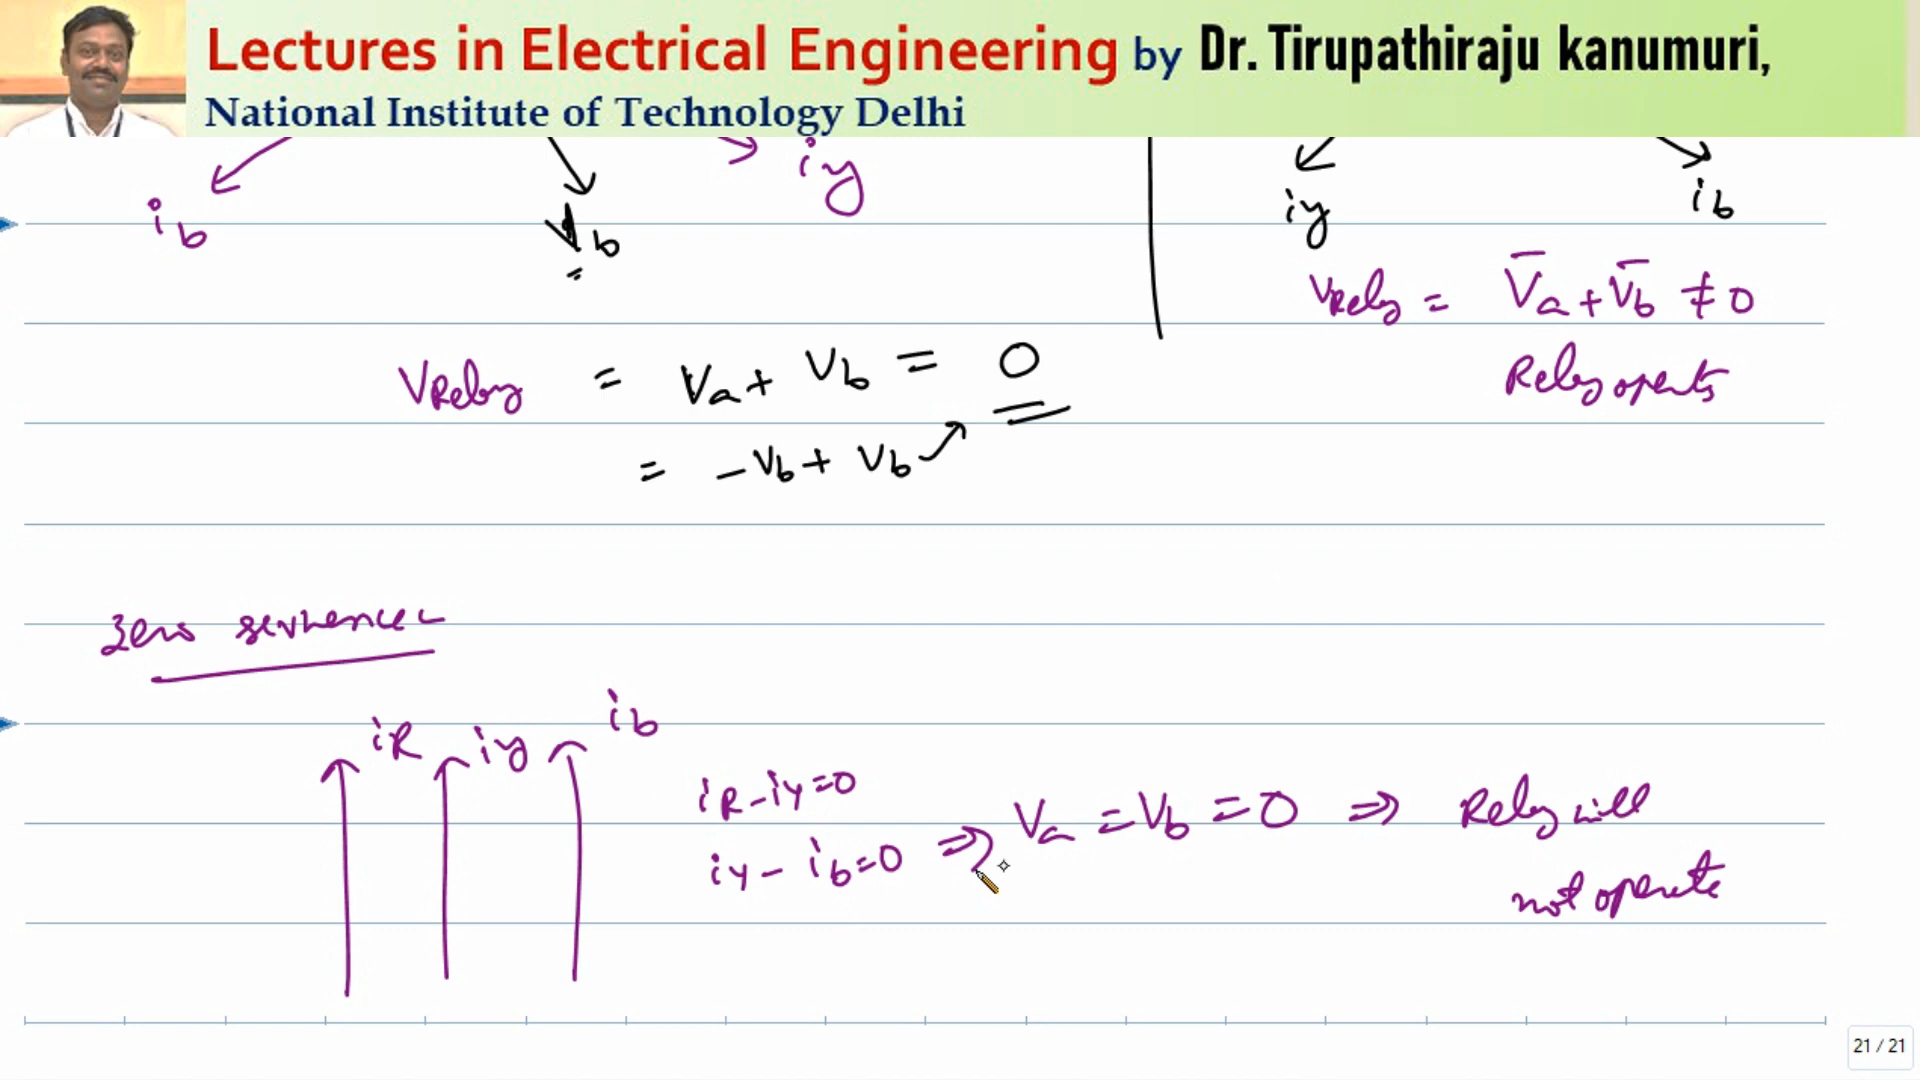 Lectures in Electrical Engineering by Dr. Tirupathiraju kanumuri,
National Institute of Technology Delhi
ib
Vb
iy
iy
ib
VRelay = V̄a + V̄b ≠ 0
Relay operates
VRelay = Va + Vb = 0
= -Vb + Vb
Zero sequence
iR iy ib
iR - iy = 0
iy - ib = 0 ⇒ Va = Vb = 0 ⇒ Relay will
not operate
21 / 21